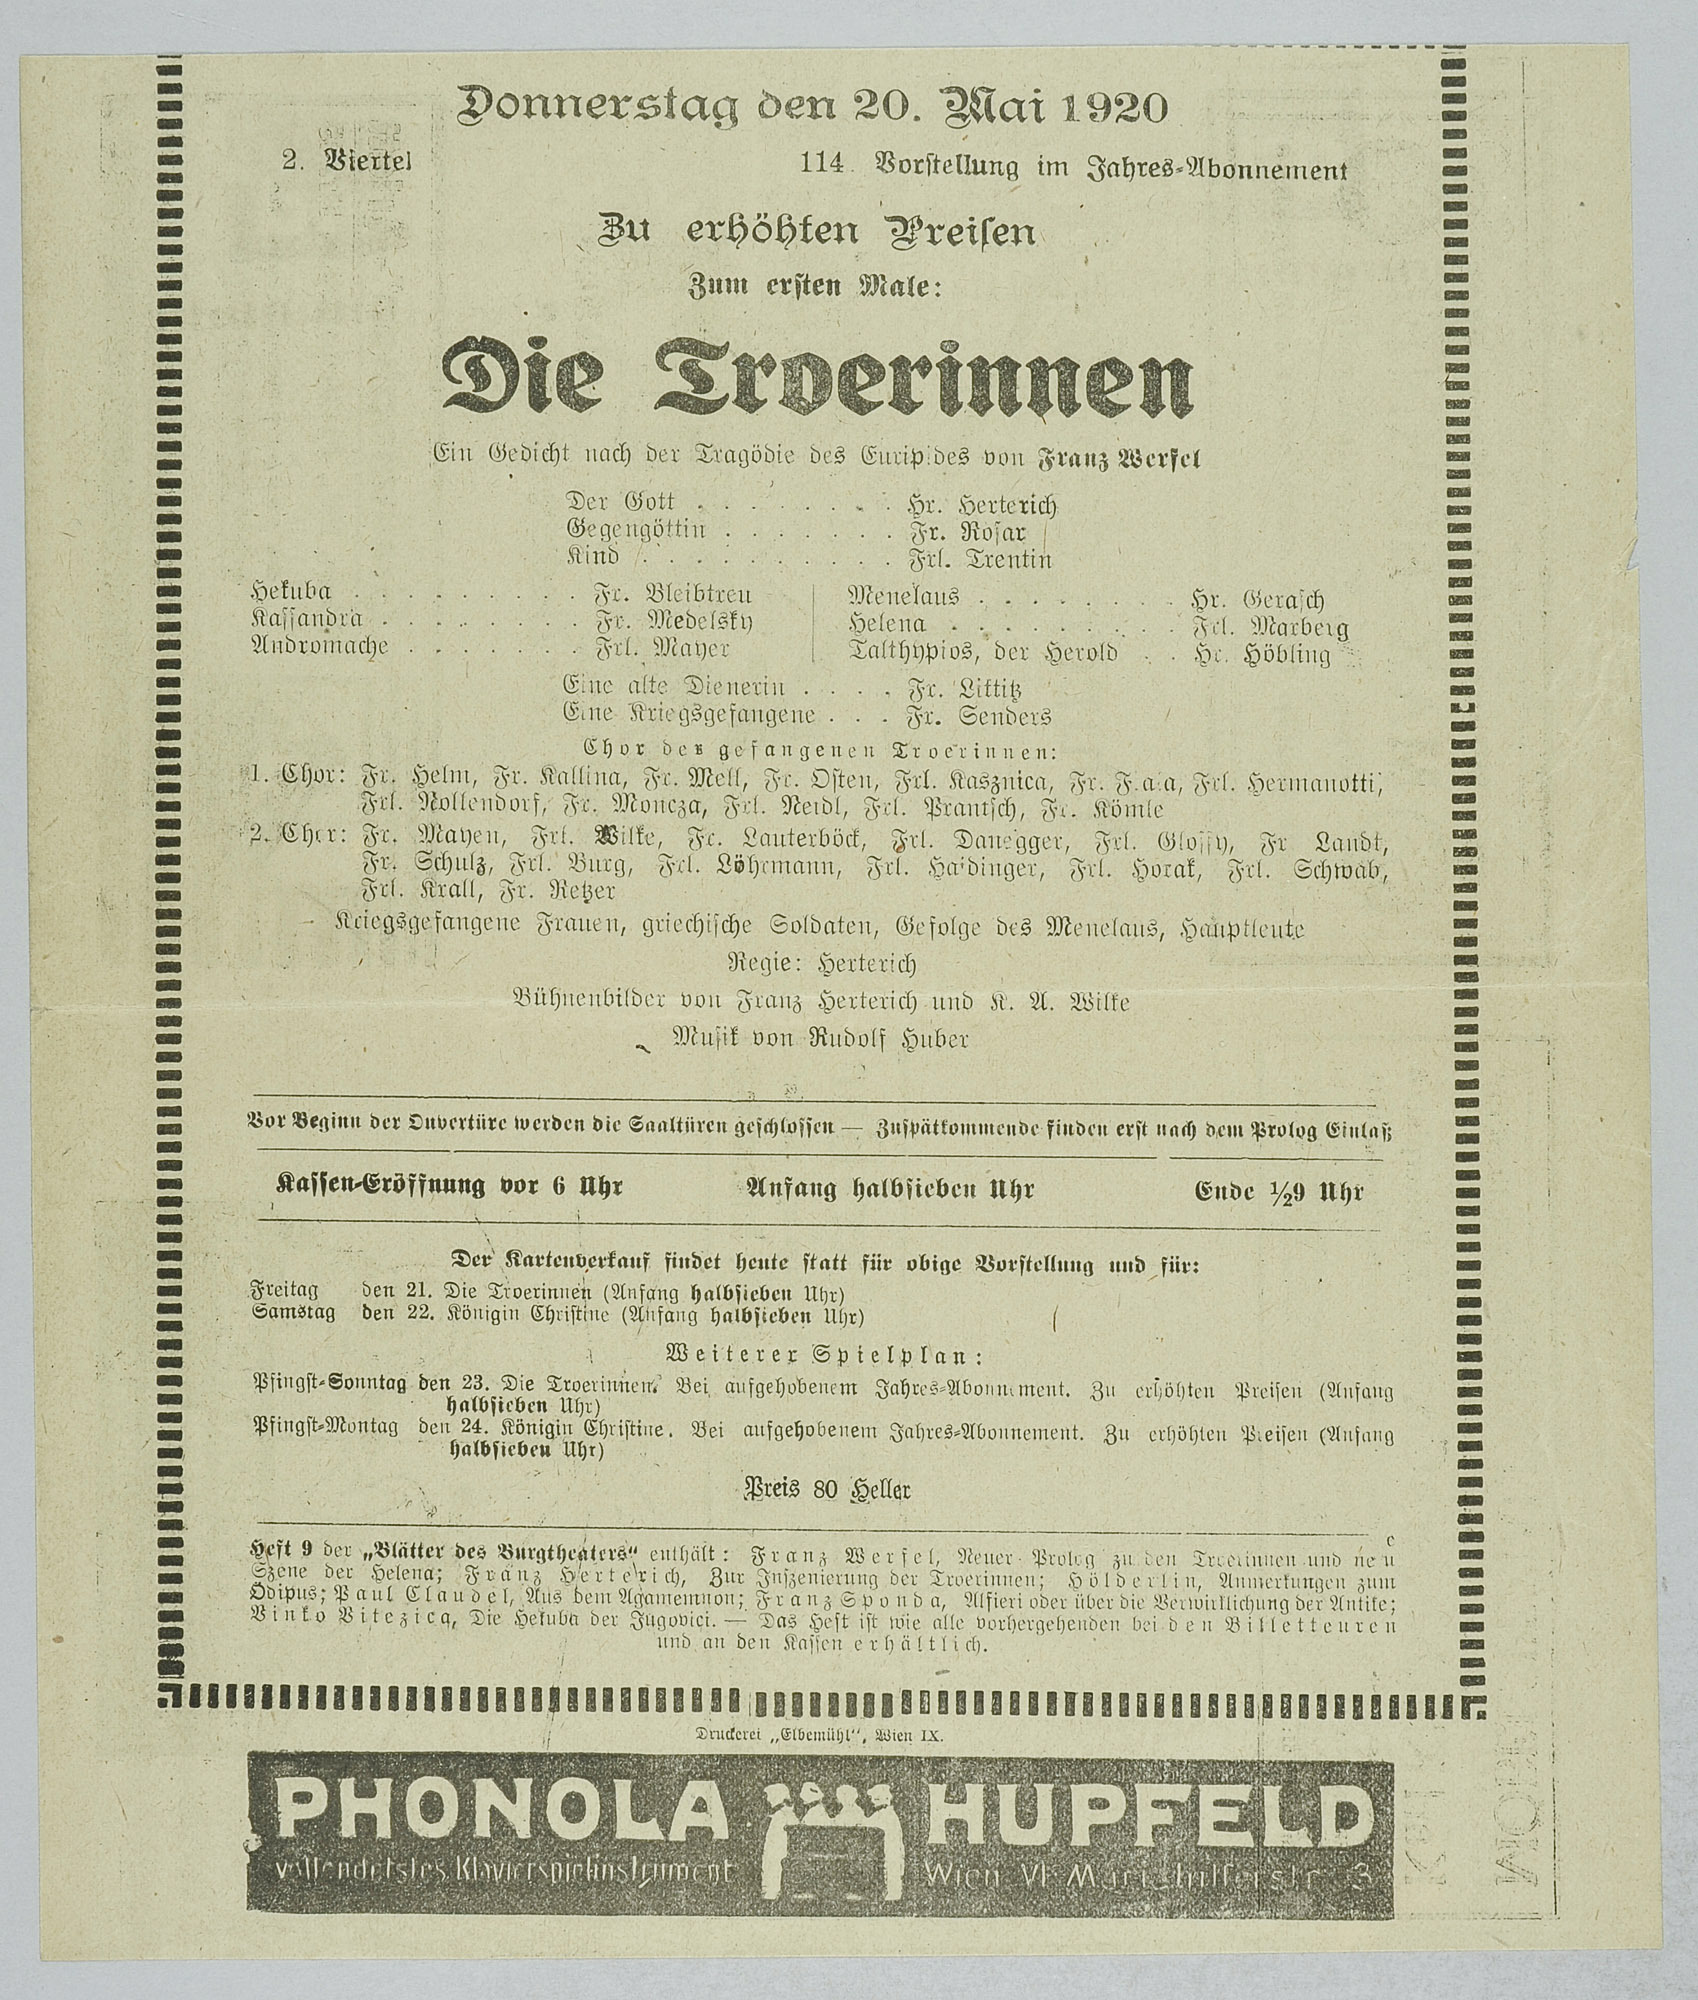 Donnerstag den 20. Mai 1920
2. Viertel 114. Vorstellung im Jahres-Abonnement
Zu erhöhten Preisen
Zum ersten Male:
Die Troerinnen
Ein Gedicht nach der Tragödie des Euripides von Franz Werfel
Der Gott . . . . . . . . Hr. Herterich
Gegengöttin . . . . . . . Fr. Rosar
Kind . . . . . . . . . . Frl. Trentin
Hekuba . . . . . . . . . Fr. Bleibtreu Menelaus . . . . . . . . Hr. Gerasch
Kassandra . . . . . . . . Fr. Medelsky Helena . . . . . . . . . Frl. Marberg
Andromache . . . . . . . Frl. Mayer Talthypios, der Herold . . Hr. Höbling
Eine alte Dienerin . . . . Fr. Littitz
Eine Kriegsgefangene . . . Fr. Senders
Chor der gefangenen Troerinnen:
1. Chor: Fr. Helm, Fr. Kallina, Fr. Mell, Fr. Osten, Frl. Kasznica, Fr. Frl. Hermanotti,
Frl. Nollendorf, Fr. Moncza, Frl. Neidl, Frl. Prantsch, Fr. Kömle
2. Chor: Fr. Mayen, Frl. Wilke, Fr. Lauterböck, Frl. Danegger, Frl. Glossy, Fr Landt,
Fr. Schulz, Frl. Burg, Frl. Löhrmann, Frl. Haidinger, Frl. Horak, Frl. Schwab,
Frl. Krall, Fr. Retzer
Kriegsgefangene Frauen, griechische Soldaten, Gefolge des Menelaus, Hauptleute
Regie: Herterich
Bühnenbilder von Franz Herterich und K. A. Wilke
Musik von Rudolf Huber
Vor Beginn der Ouvertüre werden die Saaltüren geschlossen — Zuspätkommende finden erst nach dem Prolog Einlaß
Kassen-Eröffnung vor 6 Uhr Anfang halbsieben Uhr Ende ½9 Uhr
Der Kartenverkauf findet heute statt für obige Vorstellung und für:
Freitag den 21. Die Troerinnen (Anfang halbsieben Uhr)
Samstag den 22. Königin Christine (Anfang halbsieben Uhr)
Weiterer Spielplan:
Pfingst-Sonntag den 23. Die Troerinnen. Bei aufgehobenem Jahres-Abonnement. Zu erhöhten Preisen (Anfang
halbsieben Uhr)
Pfingst-Montag den 24. Königin Christine. Bei aufgehobenem Jahres-Abonnement. Zu erhöhten Preisen (Anfang
halbsieben Uhr)
Preis 80 Heller
Heft 9 der „Blätter des Burgtheaters“ enthält: Franz Werfel, Neuer Prolog zu den Troerinnen und neu
Szene der Helena; Franz Herterich, Zur Inszenierung der Troerinnen; Hölderlin, Anmerkungen zum
Ödipus; Paul Claudel, Aus dem Agamemnon; Franz Sponda, Alfieri oder über die Verwirklichung der Antike;
Vinko Vitezica, Die Hekuba der Jugovici. — Das Heft ist wie alle vorhergehenden bei den Billetteuren
und an den Kassen erhältlich.
Druckerei „Elbemühl“, Wien IX.
PHONOLA HUPFELD
vollendetstes Klavierspielinstrument Wien VI. Mariahilferstr. 3